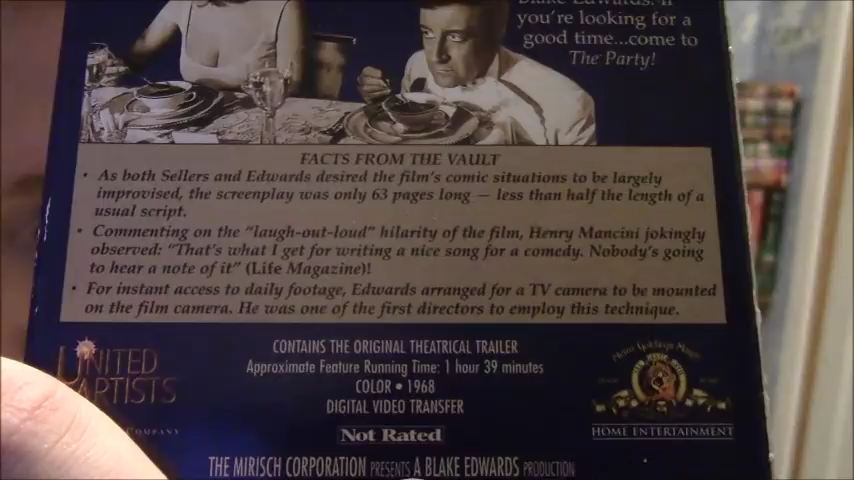 Blake Edwards. If
you're looking for a
good time...come to
The Party!
FACTS FROM THE VAULT
• As both Sellers and Edwards desired the film's comic situations to be largely
improvised, the screenplay was only 63 pages long — less than half the length of a
usual script.
• Commenting on the "laugh-out-loud" hilarity of the film, Henry Mancini jokingly
observed: "That's what I get for writing a nice song for a comedy. Nobody's going
to hear a note of it" (Life Magazine)!
• For instant access to daily footage, Edwards arranged for a TV camera to be mounted
on the film camera. He was one of the first directors to employ this technique.
UNITED
ARTISTS
COMPANY
CONTAINS THE ORIGINAL THEATRICAL TRAILER
Approximate Feature Running Time: 1 hour 39 minutes
COLOR • 1968
DIGITAL VIDEO TRANSFER
Not Rated
Metro Goldwyn Mayer
HOME ENTERTAINMENT
THE MIRISCH CORPORATION PRESENTS A BLAKE EDWARDS PRODUCTION